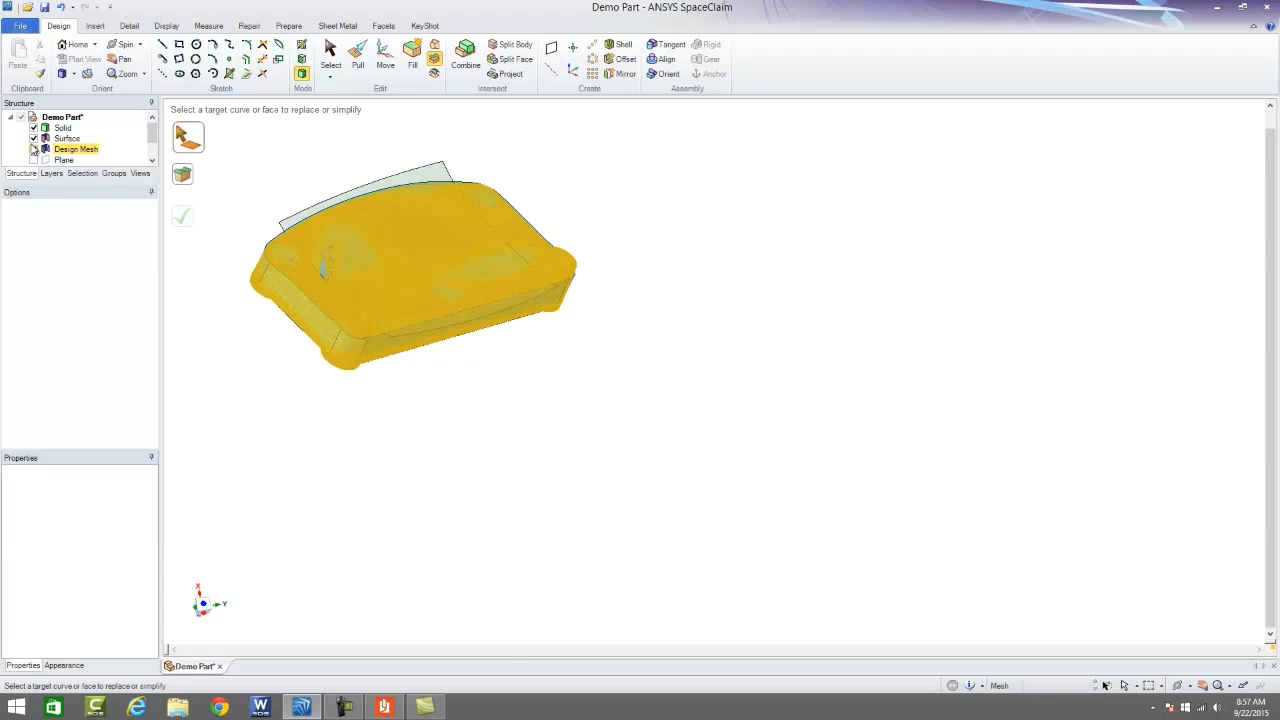 Demo Part - ANSYS SpaceClaim
File Design Insert Detail Display Measure Repair Prepare Sheet Metal Facets KeyShot
Paste
Home Spin
Plan View Pan
Zoom
Select Pull Move Fill
Combine
Split Body
Split Face
Project
Shell
Offset
Mirror
Tangent Rigid
Align Gear
Orient Anchor
Clipboard Orient Sketch Mode Edit Intersect Create Assembly
Structure
Demo Part*
Solid
Surface
Design Mesh
Plane
Structure Layers Selection Groups Views
Options
Select a target curve or face to replace or simplify
Properties
X
Y
Properties Appearance
Demo Part*
Select a target curve or face to replace or simplify
Mesh
8:57 AM
9/22/2015